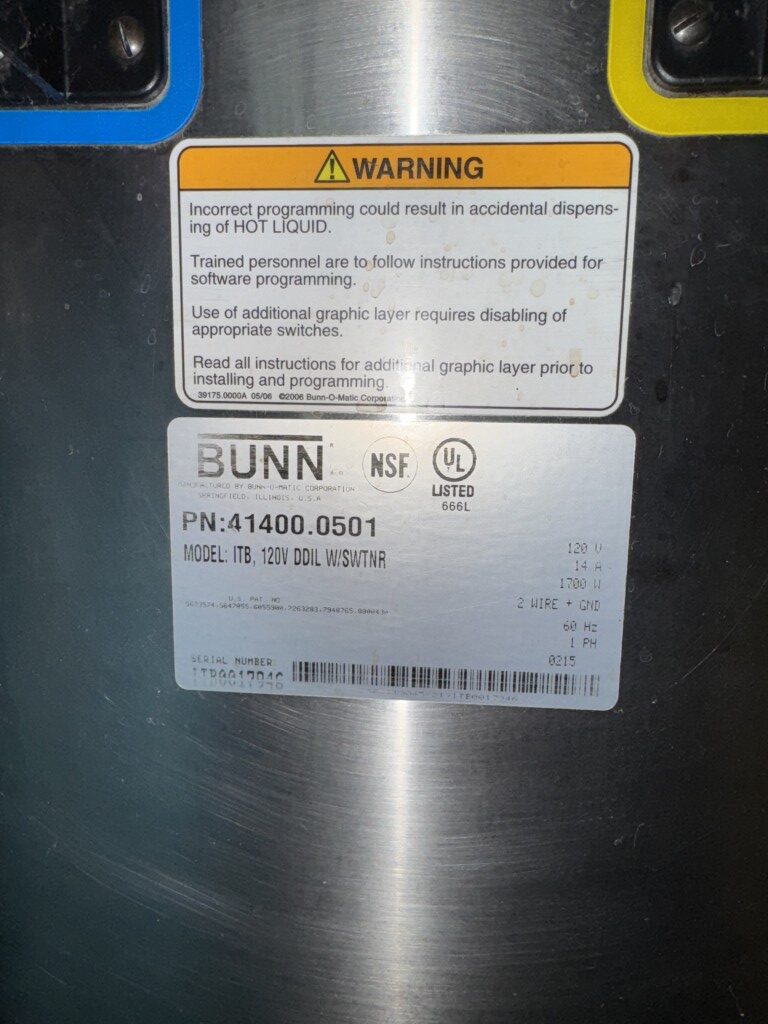 WARNING
Incorrect programming could result in accidental dispens-
ing of HOT LIQUID.
Trained personnel are to follow instructions provided for
software programming.
Use of additional graphic layer requires disabling of
appropriate switches.
Read all instructions for additional graphic layer prior to
installing and programming.
39175.0000A 05/06 ©2006 Bunn-O-Matic Corporation
BUNN®
NSF®
UL
LISTED
666L
MANUFACTURED BY BUNN-O-MATIC CORPORATION
SPRINGFIELD, ILLINOIS, U.S.A
PN:41400.0501
MODEL: ITB, 120V DDIL W/SWTNR
120 V
14 A
1700 W
2 WIRE + GND
60 Hz
1 PH
0215
U.S. PAT. NO
SERIAL NUMBER:
ITB0017946